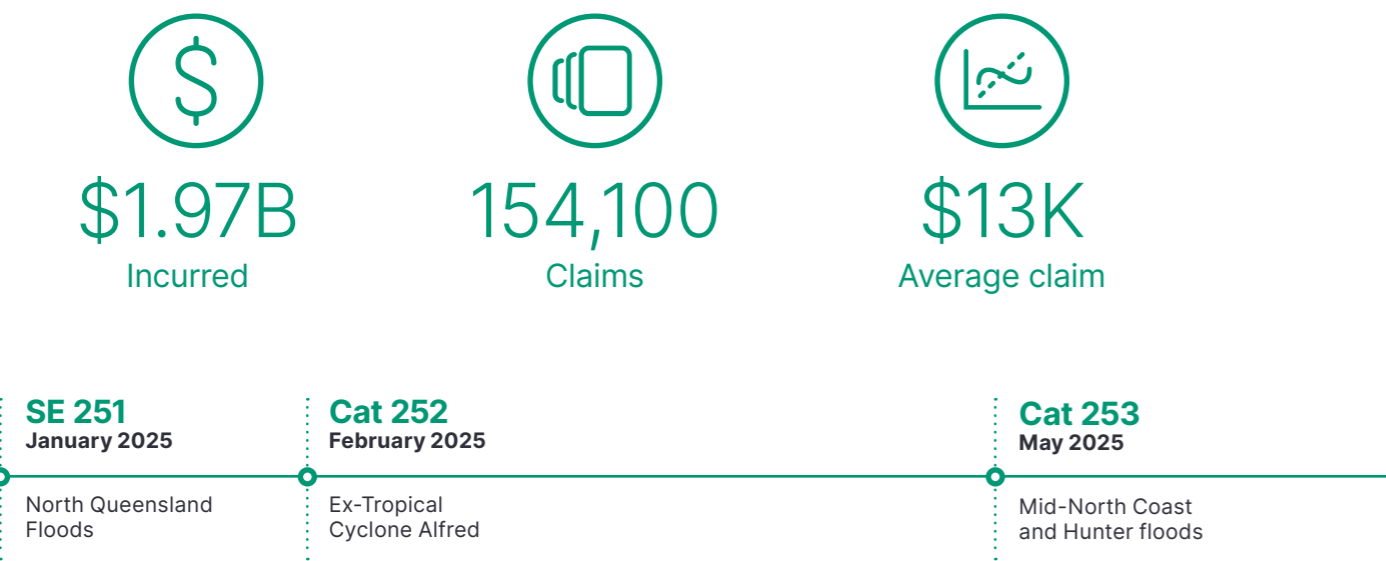 $1.97B
Incurred
154,100
Claims
$13K
Average claim
SE 251
January 2025
North Queensland
Floods
Cat 252
February 2025
Ex-Tropical
Cyclone Alfred
Cat 253
May 2025
Mid-North Coast
and Hunter floods